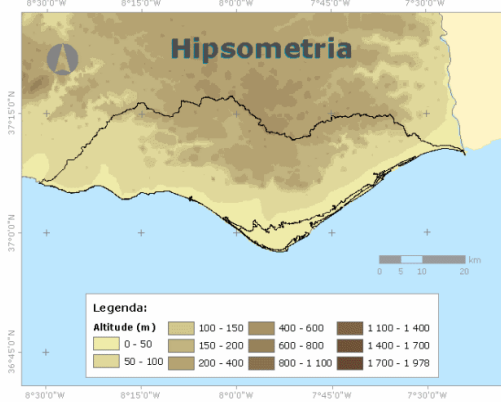 8°30'0"W 8°15'0"W 8°0'0"W 7°45'0"W 7°30'0"W
Hipsometria
37°15'0"N
37°0'0"N
36°45'0"N
km
0 5 10 20
Legenda:
Altitude (m)
0 - 50
50 - 100
100 - 150
150 - 200
200 - 400
400 - 600
600 - 800
800 - 1 100
1 100 - 1 400
1 400 - 1 700
1 700 - 1 978
8°30'0"W 8°15'0"W 8°0'0"W 7°45'0"W 7°30'0"W